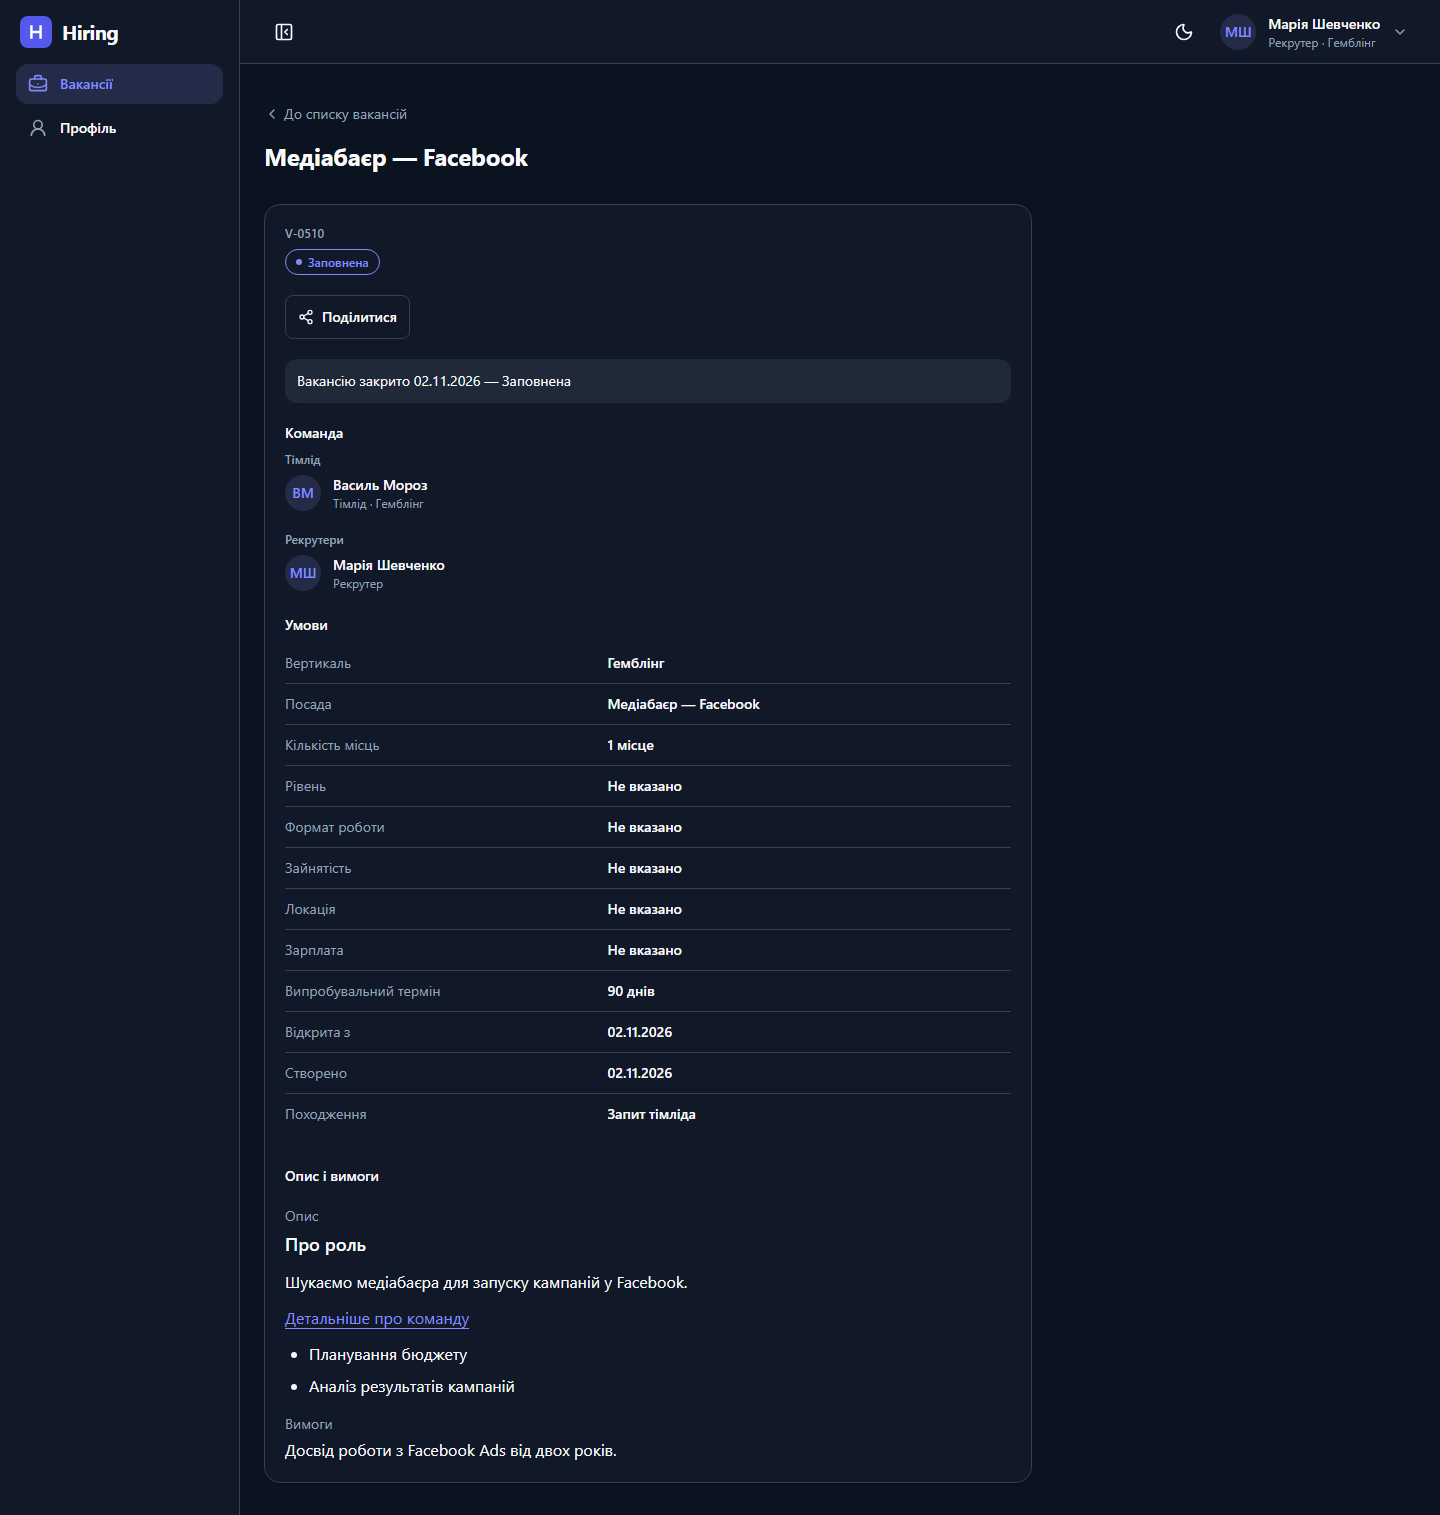 H Hiring
Вакансії
Профіль
МШ
Марія Шевченко
Рекрутер · Гемблінг
До списку вакансій
Медіабаєр — Facebook
V-0510
Заповнена
Поділитися
Вакансію закрито 02.11.2026 — Заповнена
Команда
Тімлід
ВМ
Василь Мороз
Тімлід · Гемблінг
Рекрутери
МШ
Марія Шевченко
Рекрутер
Умови
Вертикаль Гемблінг
Посада Медіабаєр — Facebook
Кількість місць 1 місце
Рівень Не вказано
Формат роботи Не вказано
Зайнятість Не вказано
Локація Не вказано
Зарплата Не вказано
Випробувальний термін 90 днів
Відкрита з 02.11.2026
Створено 02.11.2026
Походження Запит тімліда
Опис і вимоги
Опис
Про роль
Шукаємо медіабаєра для запуску кампаній у Facebook.
Детальніше про команду
• Планування бюджету
• Аналіз результатів кампаній
Вимоги
Досвід роботи з Facebook Ads від двох років.